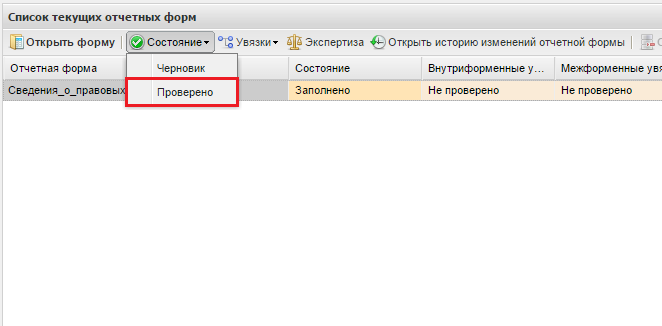 Список текущих отчетных форм
Открыть форму Состояние Увязки Экспертиза Открыть историю изменений отчетной формы
Черновик
Проверено
Отчетная форма Состояние Внутриформенные у... Межформенные увя
Сведения_о_правовых Заполнено Не проверено Не проверено